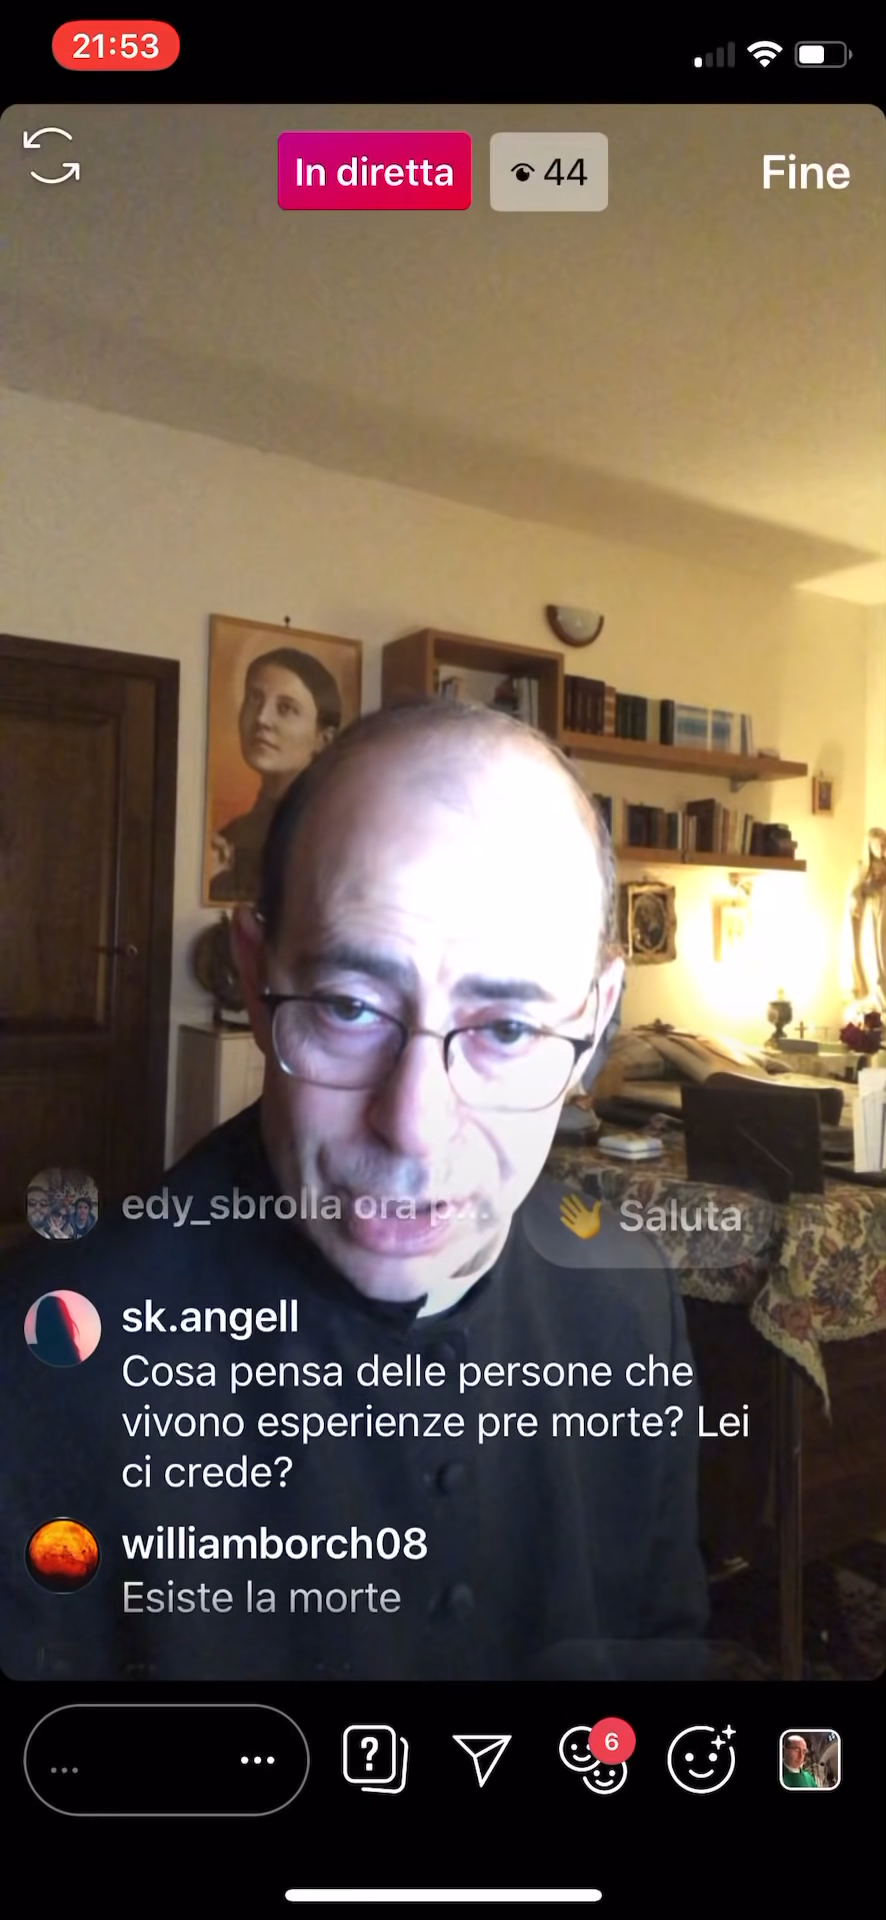 21:53
In diretta
44
Fine
edy_sbrolla ora p...
👋 Saluta
sk.angell
Cosa pensa delle persone che
vivono esperienze pre morte? Lei
ci crede?
williamborch08
Esiste la morte
6